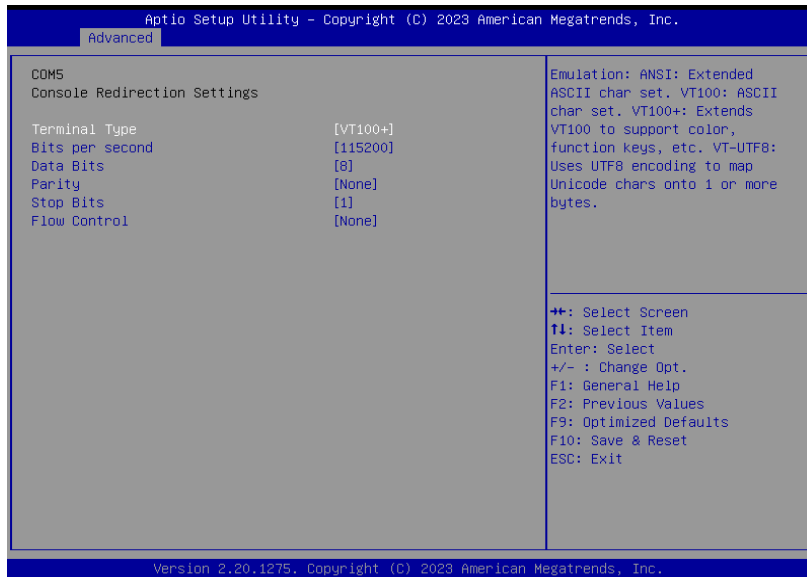 Aptio Setup Utility – Copyright (C) 2023 American Megatrends, Inc.
Advanced
COM5
Console Redirection Settings
Terminal Type [VT100+]
Bits per second [115200]
Data Bits [8]
Parity [None]
Stop Bits [1]
Flow Control [None]
Emulation: ANSI: Extended
ASCII char set. VT100: ASCII
char set. VT100+: Extends
VT100 to support color,
function keys, etc. VT-UTF8:
Uses UTF8 encoding to map
Unicode chars onto 1 or more
bytes.
→←: Select Screen
↑↓: Select Item
Enter: Select
+/- : Change Opt.
F1: General Help
F2: Previous Values
F9: Optimized Defaults
F10: Save & Reset
ESC: Exit
Version 2.20.1275. Copyright (C) 2023 American Megatrends, Inc.